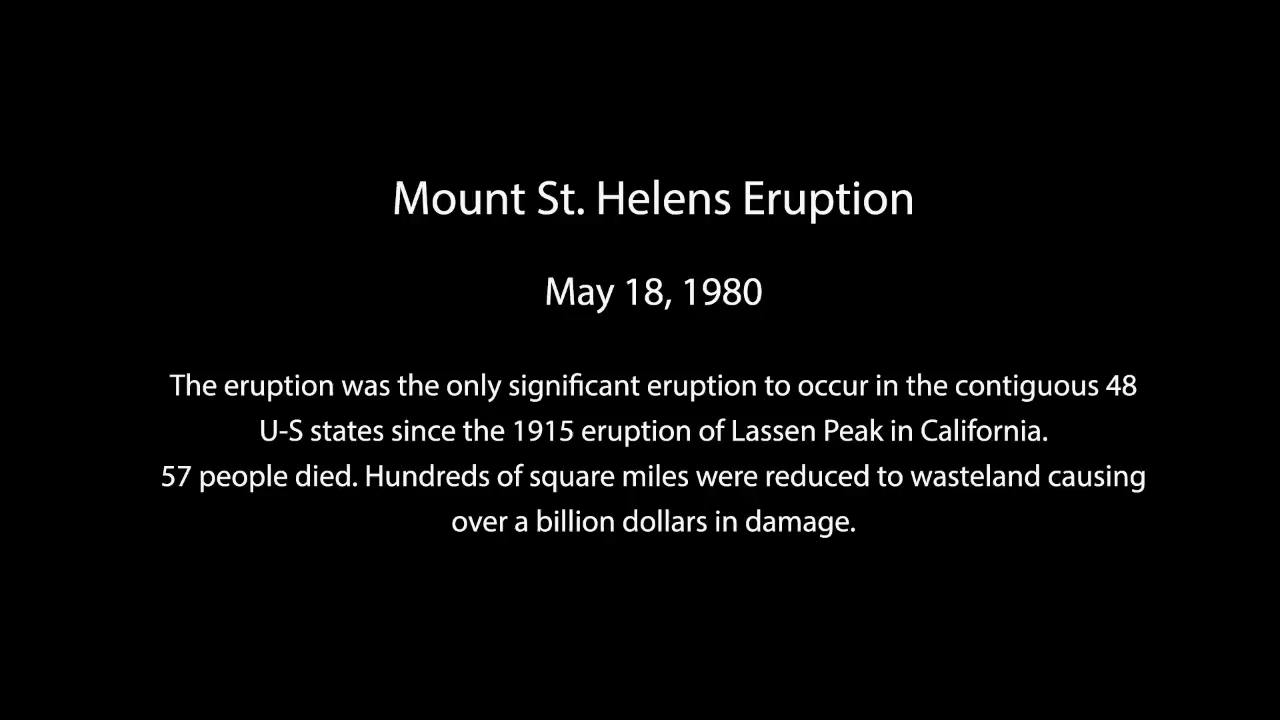 Mount St. Helens Eruption
May 18, 1980
The eruption was the only significant eruption to occur in the contiguous 48
U-S states since the 1915 eruption of Lassen Peak in California.
57 people died. Hundreds of square miles were reduced to wasteland causing
over a billion dollars in damage.